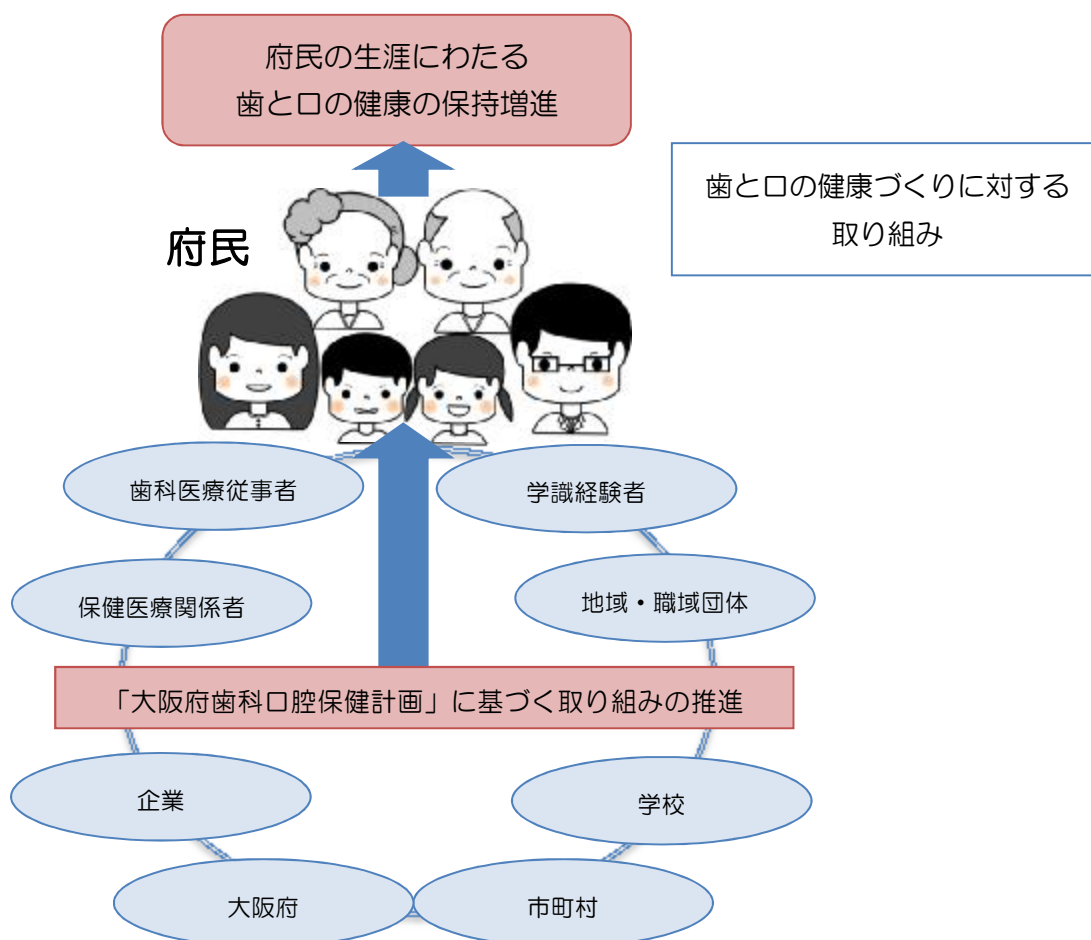 府民の生涯にわたる
歯と口の健康の保持増進
歯と口の健康づくりに対する
取り組み
府民
歯科医療従事者
学識経験者
保健医療関係者
地域・職域団体
「大阪府歯科口腔保健計画」に基づく取り組みの推進
企業
学校
大阪府
市町村